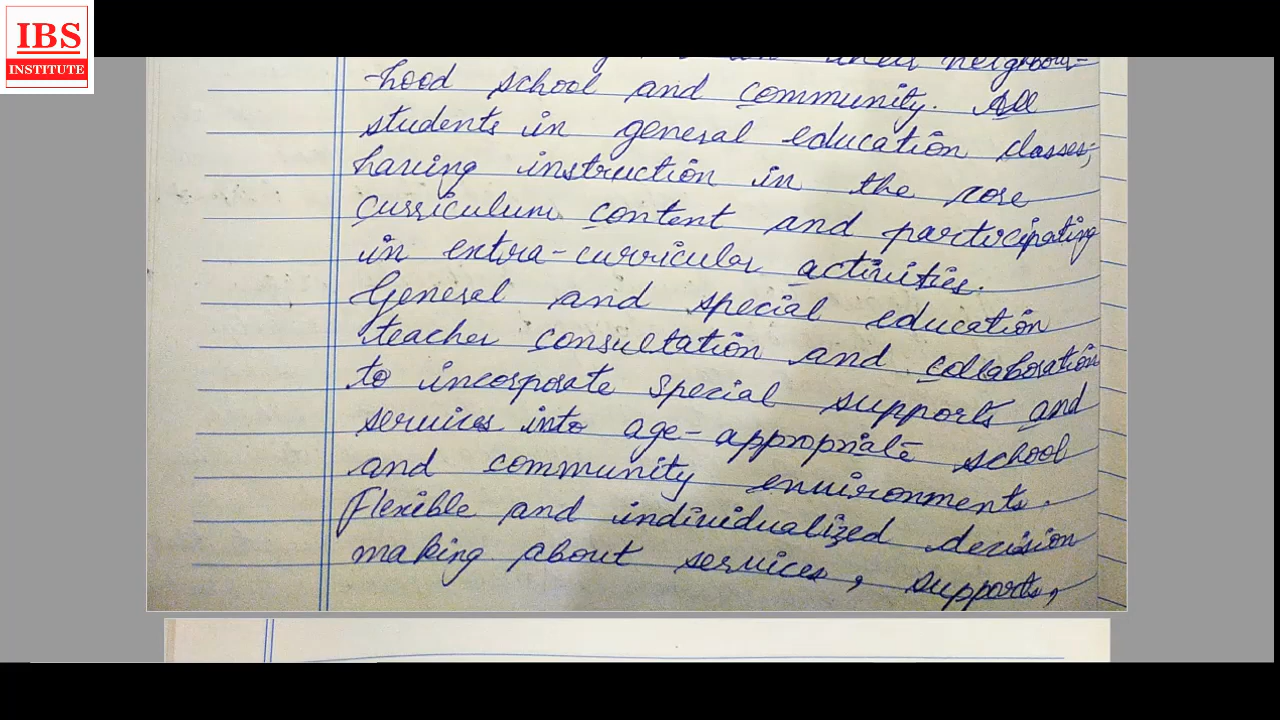 IBS
INSTITUTE
their neighbour-
-hood school and community. All
students in general education classes,
having instruction in the core
curriculum content and participating
in extra-curricular activities.
General and special education
teacher consultation and collaboration
to incorporate special supports and
services into age-appropriate school
and community environments.
Flexible and individualized decision
making about services, supports,